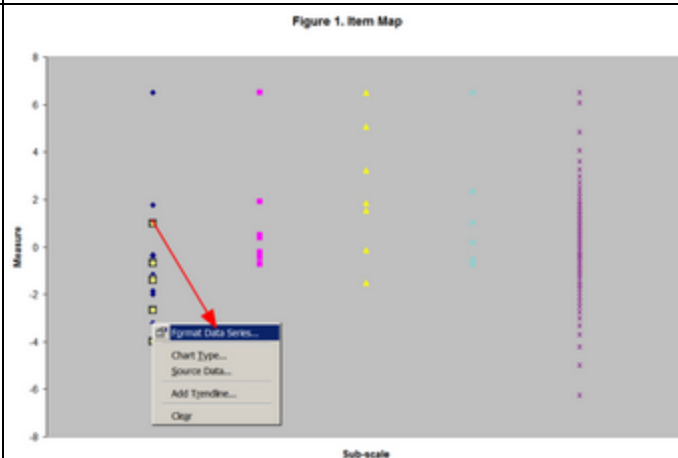 Figure 1. Item Map
8
6
4
2
0
-2
-4
-6
-8
Measure
Format Data Series...
Chart Type...
Source Data...
Add Trendline...
Clear
Sub-scale